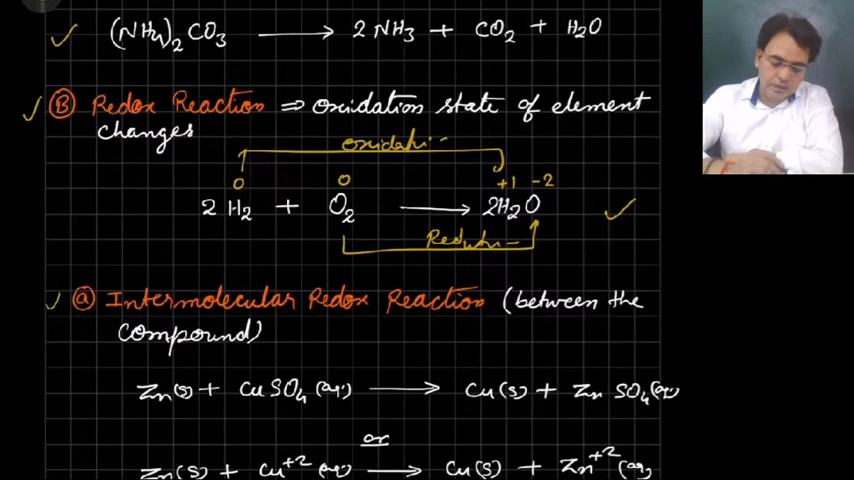 ✓ (NH4)2CO3 ⟶ 2NH3 + CO2 + H2O
✓ Ⓑ Redox Reaction ⇒ oxidation state of element
changes
oxidati-
0 0 +1 -2
2H2 + O2 ⟶ 2H2O ✓
Reducti-
✓ ⓐ Intermolecular Redox Reaction (between the
compound)
Zn(s) + CuSO4(aq.) ⟶ Cu(s) + ZnSO4(aq)
or
Zn(s) + Cu+2(aq) ⟶ Cu(s) + Zn+2(aq)